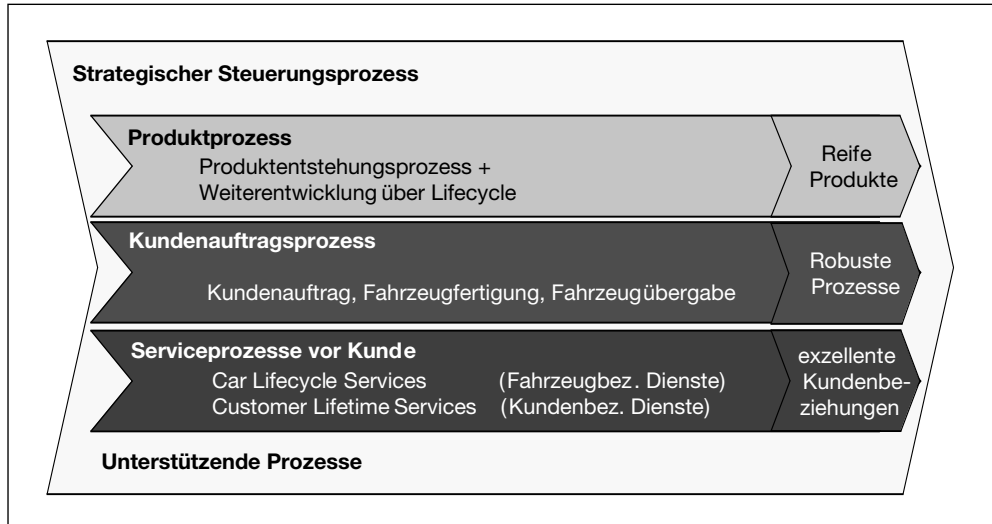 Strategischer Steuerungsprozess
Produktprozess
Produktentstehungsprozess +
Weiterentwicklung über Lifecycle
Reife
Produkte
Kundenauftragsprozess
Kundenauftrag, Fahrzeugfertigung, Fahrzeugübergabe
Robuste
Prozesse
Serviceprozesse vor Kunde
Car Lifecycle Services (Fahrzeugbez. Dienste)
Customer Lifetime Services (Kundenbez. Dienste)
exzellente
Kundenbe-
ziehungen
Unterstützende Prozesse